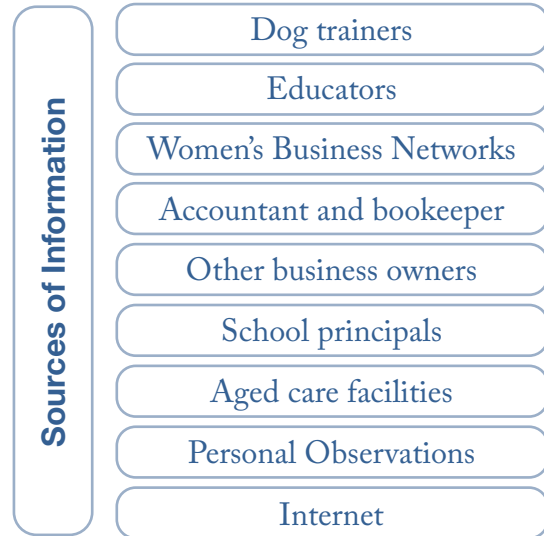 Sources of Information
Dog trainers
Educators
Women's Business Networks
Accountant and bookeeper
Other business owners
School principals
Aged care facilities
Personal Observations
Internet